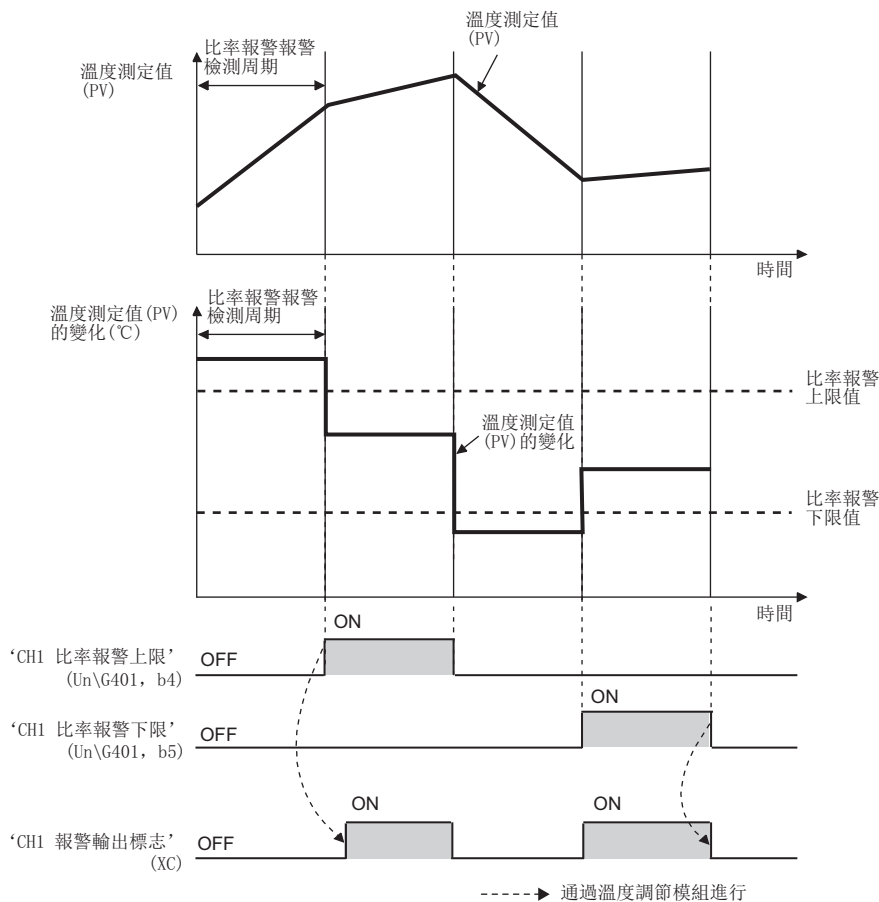 溫度測定值
(PV)
比率報警報警
檢測周期
溫度測定值
(PV)
時間
溫度測定值(PV)
的變化(℃)
比率報警報警
檢測周期
比率報警
上限值
溫度測定值
(PV)的變化
比率報警
下限值
時間
ON
‘CH1 比率報警上限’
(Un\G401, b4)
OFF
ON
‘CH1 比率報警下限’
(Un\G401, b5)
OFF
ON
ON
‘CH1 報警輸出標志’
(XC)
OFF
通過溫度調節模組進行